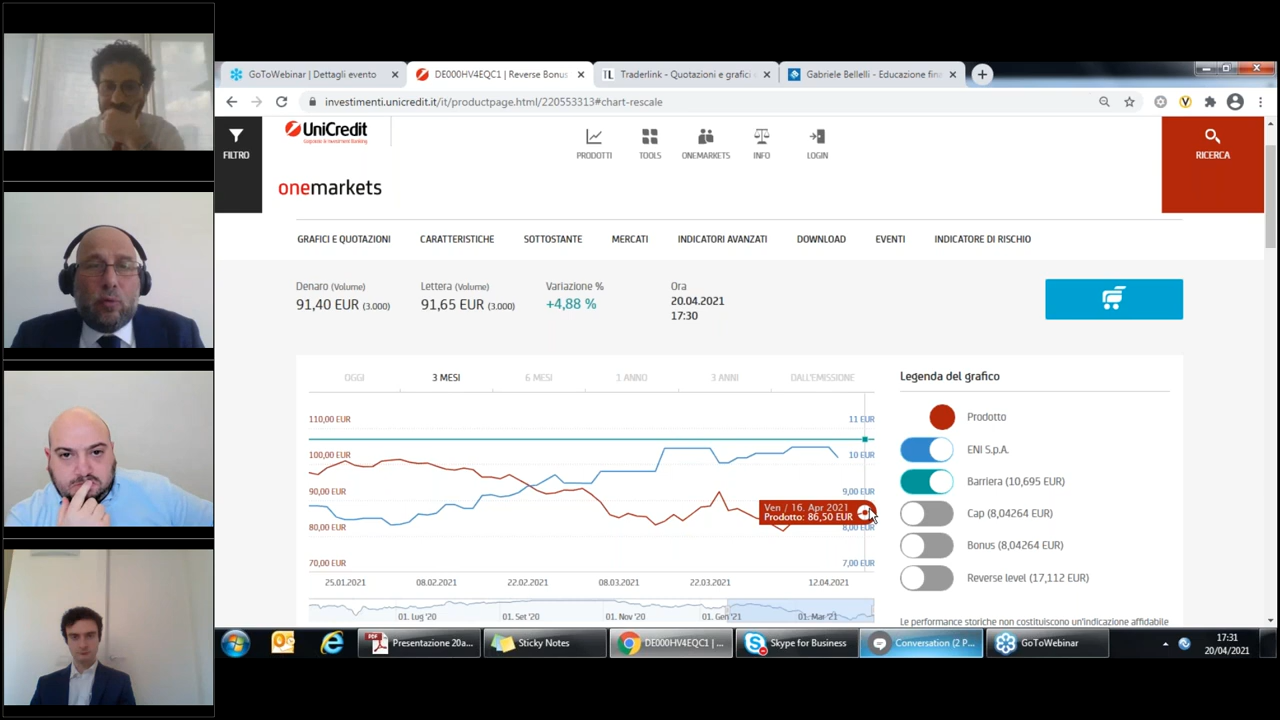 GoToWebinar | Dettagli evento
DE000HV4EQC1 | Reverse Bonus
Traderlink - Quotazioni e grafici
Gabriele Bellelli - Educazione fin
investimenti.unicredit.it/it/productpage.html/220553313#chart-rescale
FILTRO
UniCredit
Corporate & Investment Banking
PRODOTTI
TOOLS
ONEMARKETS
INFO
LOGIN
RICERCA
onemarkets
GRAFICI E QUOTAZIONI
CARATTERISTICHE
SOTTOSTANTE
MERCATI
INDICATORI AVANZATI
DOWNLOAD
EVENTI
INDICATORE DI RISCHIO
Denaro (Volume)
91,40 EUR (3.000)
Lettera (Volume)
91,65 EUR (3.000)
Variazione %
+4,88 %
Ora
20.04.2021
17:30
OGGI
3 MESI
6 MESI
1 ANNO
3 ANNI
DALL'EMISSIONE
110,00 EUR
100,00 EUR
90,00 EUR
80,00 EUR
70,00 EUR
11 EUR
10 EUR
9,00 EUR
8,00 EUR
7,00 EUR
Ven / 16. Apr 2021
Prodotto: 86,50 EUR
25.01.2021
08.02.2021
22.02.2021
08.03.2021
22.03.2021
12.04.2021
01. Lug '20
01. Set '20
01. Nov '20
01. Gen '21
01. Mar '21
Legenda del grafico
Prodotto
ENI S.p.A.
Barriera (10,695 EUR)
Cap (8,04264 EUR)
Bonus (8,04264 EUR)
Reverse level (17,112 EUR)
Le performance storiche non costituiscono un'indicazione affidabile
Presentazione 20a...
Sticky Notes
DE000HV4EQC1 | ...
Skype for Business
Conversation (2 P...
GoToWebinar
17:31
20/04/2021